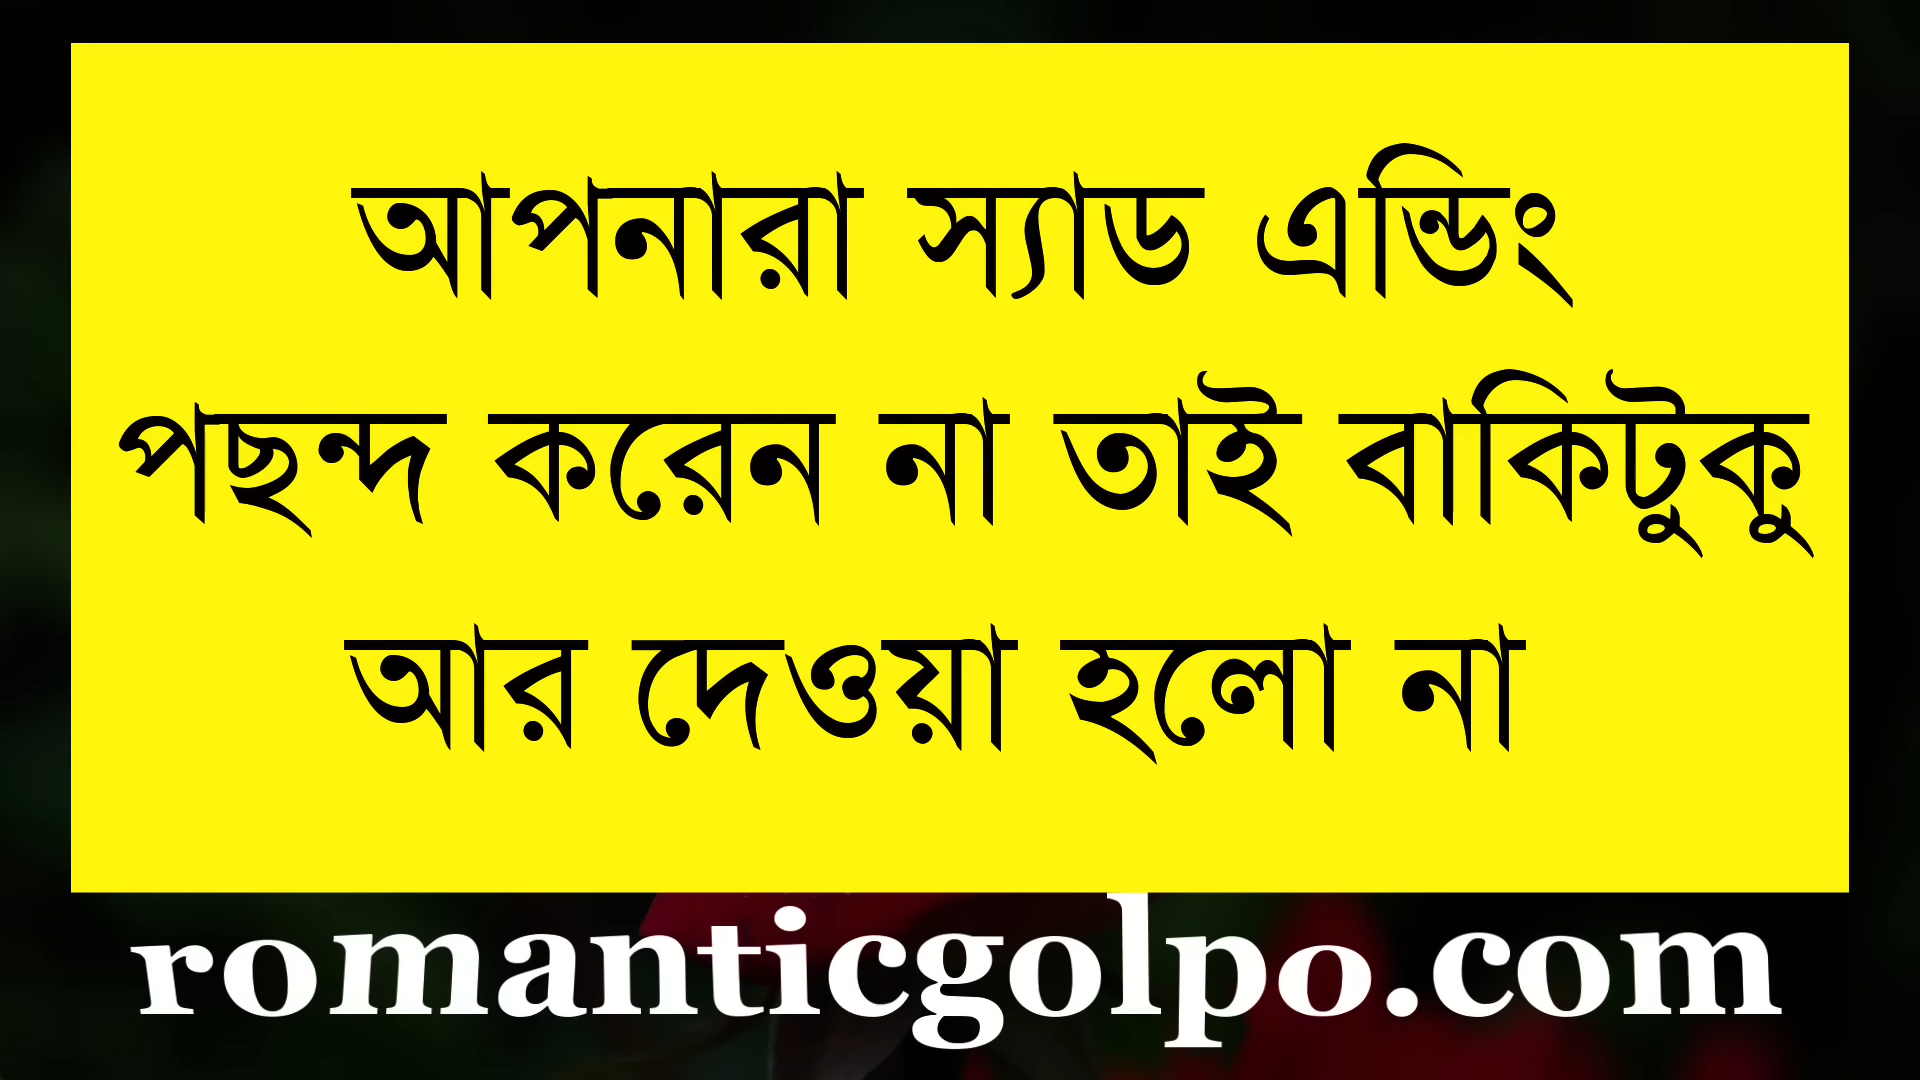 আপনারা স্যাড এন্ডিং
পছন্দ করেন না তাই বাকিটুকু
আর দেওয়া হলো না
romanticgolpo.com